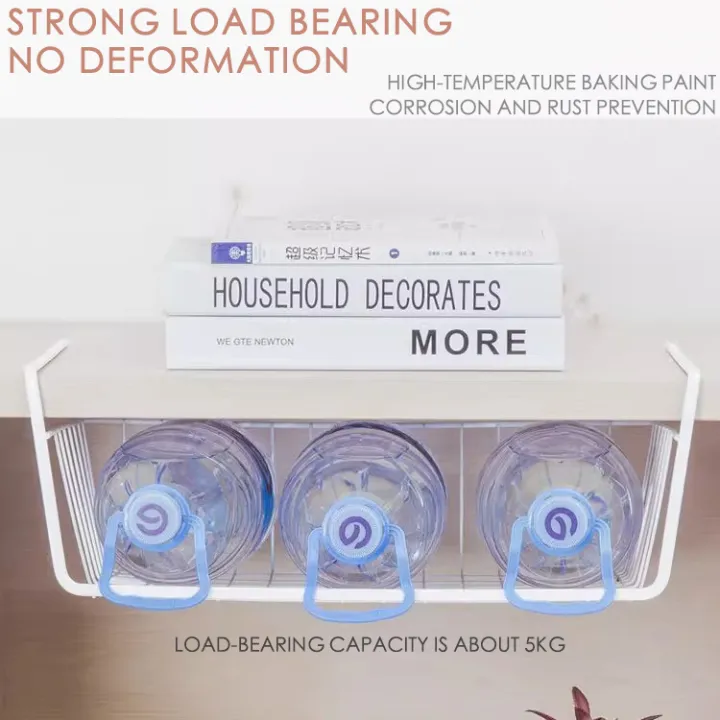 STRONG LOAD BEARING
NO DEFORMATION
HIGH-TEMPERATURE BAKING PAINT
CORROSION AND RUST PREVENTION
超级记忆术
HOUSEHOLD DECORATES
WE GTE NEWTON
MORE
LOAD-BEARING CAPACITY IS ABOUT 5KG